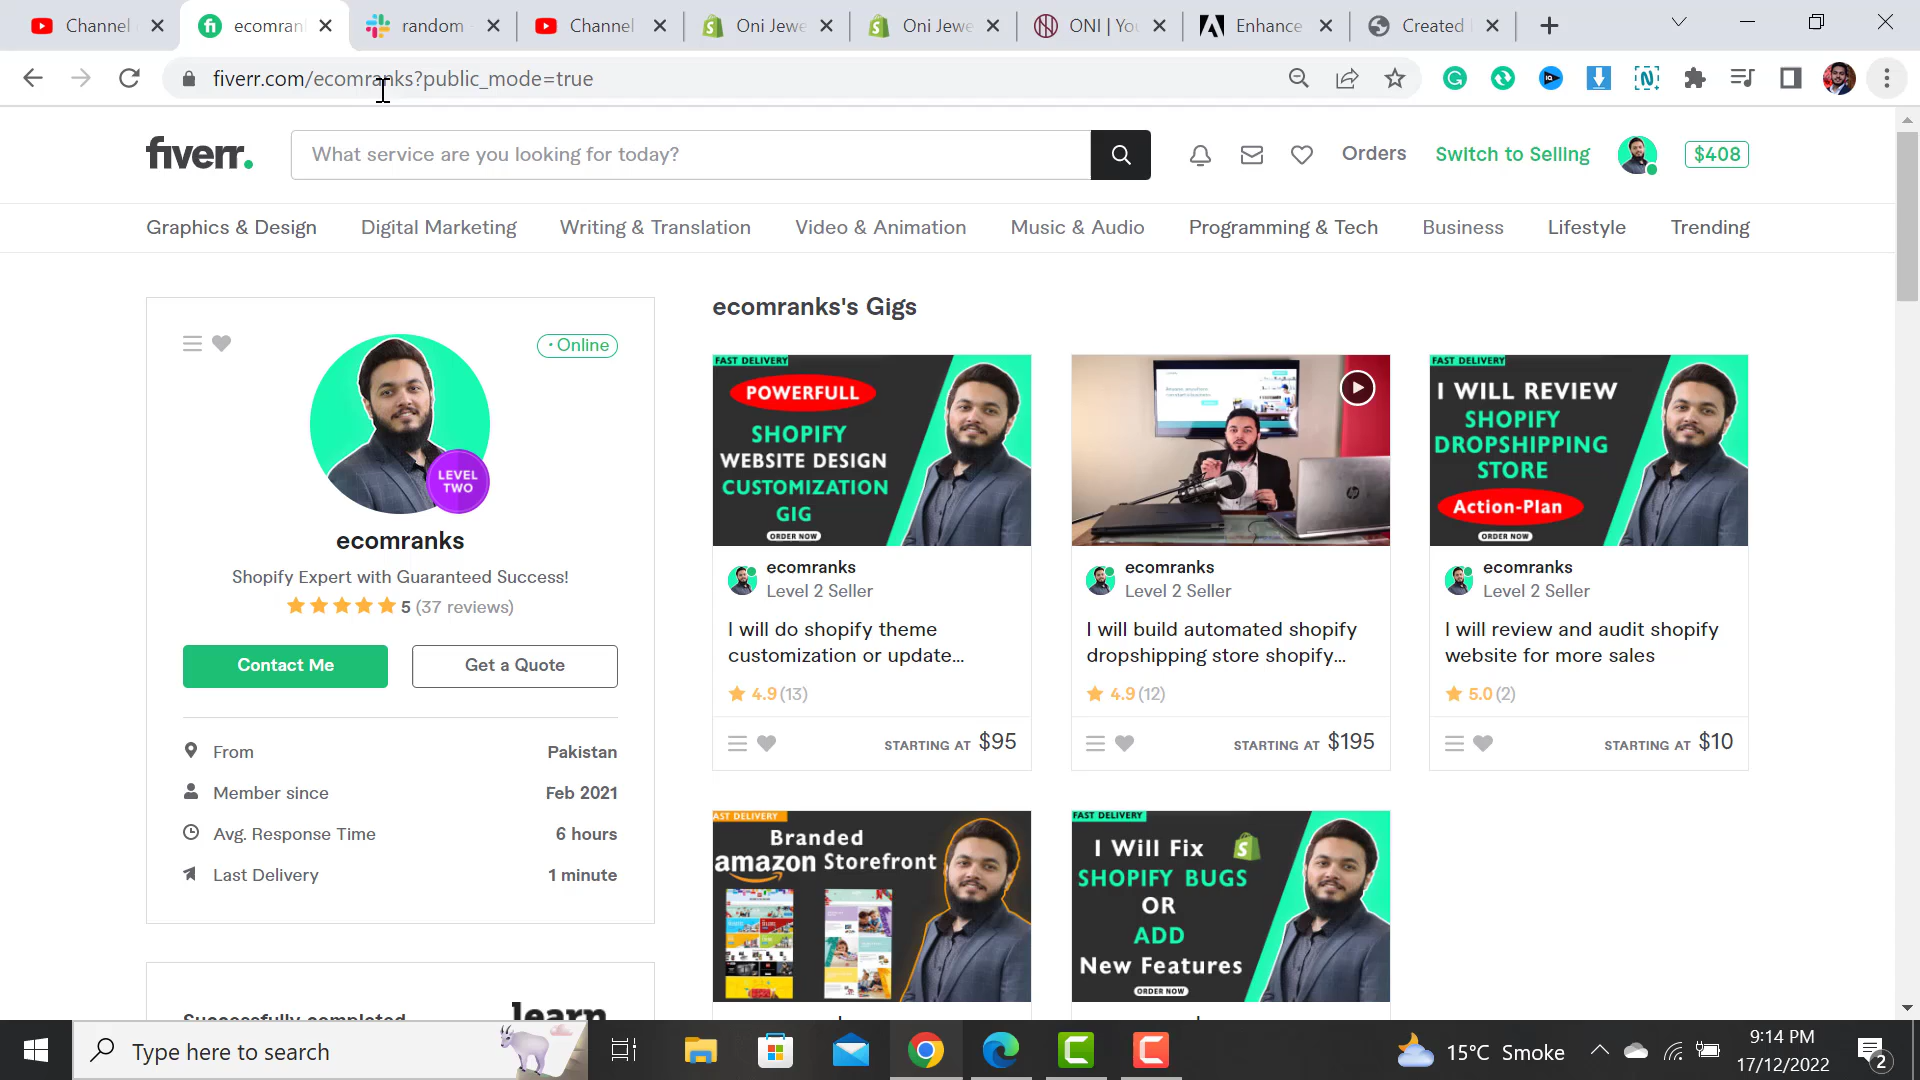 Channel
ecomran
random
Channel
Oni Jewe
Oni Jewe
ONI | You
Enhance
Created
fiverr.com/ecomranks?public_mode=true
fiverr.
What service are you looking for today?
Orders
Switch to Selling
$408
Graphics & Design
Digital Marketing
Writing & Translation
Video & Animation
Music & Audio
Programming & Tech
Business
Lifestyle
Trending
Online
LEVEL
TWO
ecomranks
Shopify Expert with Guaranteed Success!
5 (37 reviews)
Contact Me
Get a Quote
From
Pakistan
Member since
Feb 2021
Avg. Response Time
6 hours
Last Delivery
1 minute
Successfully completed
learn
ecomranks's Gigs
FAST DELIVERY
POWERFULL
SHOPIFY
WEBSITE DESIGN
CUSTOMIZATION
GIG
ORDER NOW
ecomranks
Level 2 Seller
I will do shopify theme
customization or update...
4.9 (13)
STARTING AT $95
ecomranks
Level 2 Seller
I will build automated shopify
dropshipping store shopify...
4.9 (12)
STARTING AT $195
FAST DELIVERY
I WILL REVIEW
SHOPIFY
DROPSHIPPING
STORE
Action-Plan
ORDER NOW
ecomranks
Level 2 Seller
I will review and audit shopify
website for more sales
5.0 (2)
STARTING AT $10
AST DELIVERY
Branded
amazon Storefront
FAST DELIVERY
I Will Fix
SHOPIFY BUGS
OR
ADD
New Features
ORDER NOW
Type here to search
15°C Smoke
9:14 PM
17/12/2022
2